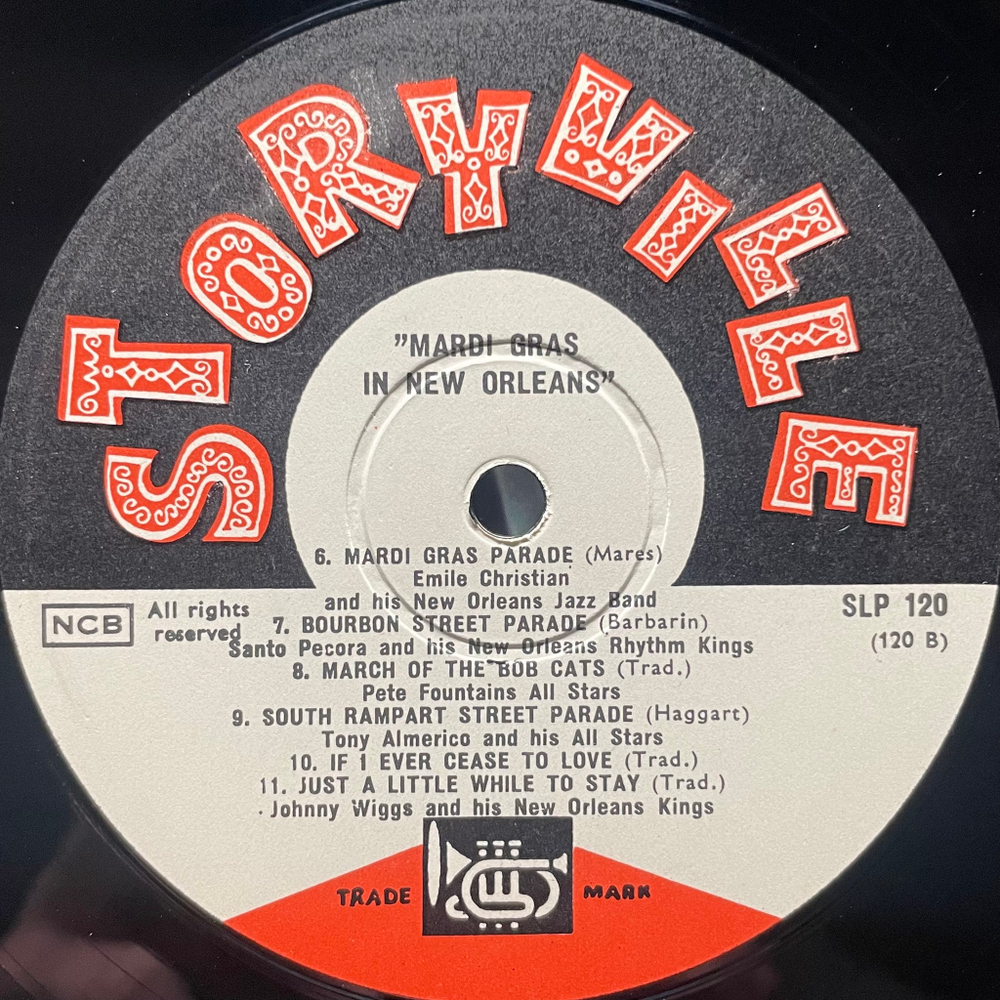 STORYVILLE
"MARDI GRAS
IN NEW ORLEANS"
6. MARDI GRAS PARADE (Mares)
Emile Christian
and his New Orleans Jazz Band
NCB
All rights
reserved
SLP 120
(120 B)
7. BOURBON STREET PARADE (Barbarin)
Santo Pecora and his New Orleans Rhythm Kings
8. MARCH OF THE BOB CATS (Trad.)
Pete Fountains All Stars
9. SOUTH RAMPART STREET PARADE (Haggart)
Tony Almerico and his All Stars
10. IF I EVER CEASE TO LOVE (Trad.)
11. JUST A LITTLE WHILE TO STAY (Trad.)
Johnny Wiggs and his New Orleans Kings
TRADE MARK